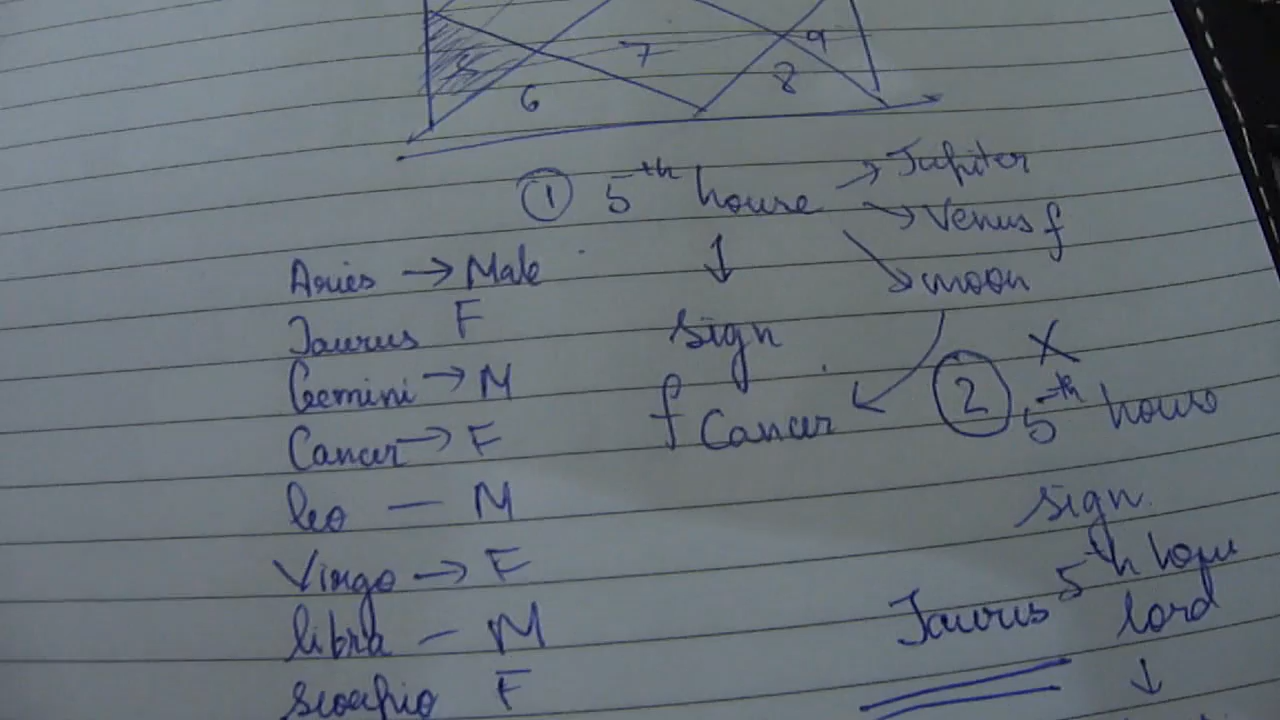 5 7 9
6 8
① 5th house → Jupiter
→ Venus f
→ moon
Aries → Male
Taurus F
Gemini → M
Cancer → F
leo — M
Virgo → F
libra — M
Scorpio F
↓
sign
f Cancer
X
② 5th house
sign.
5th house
Taurus lord
↓